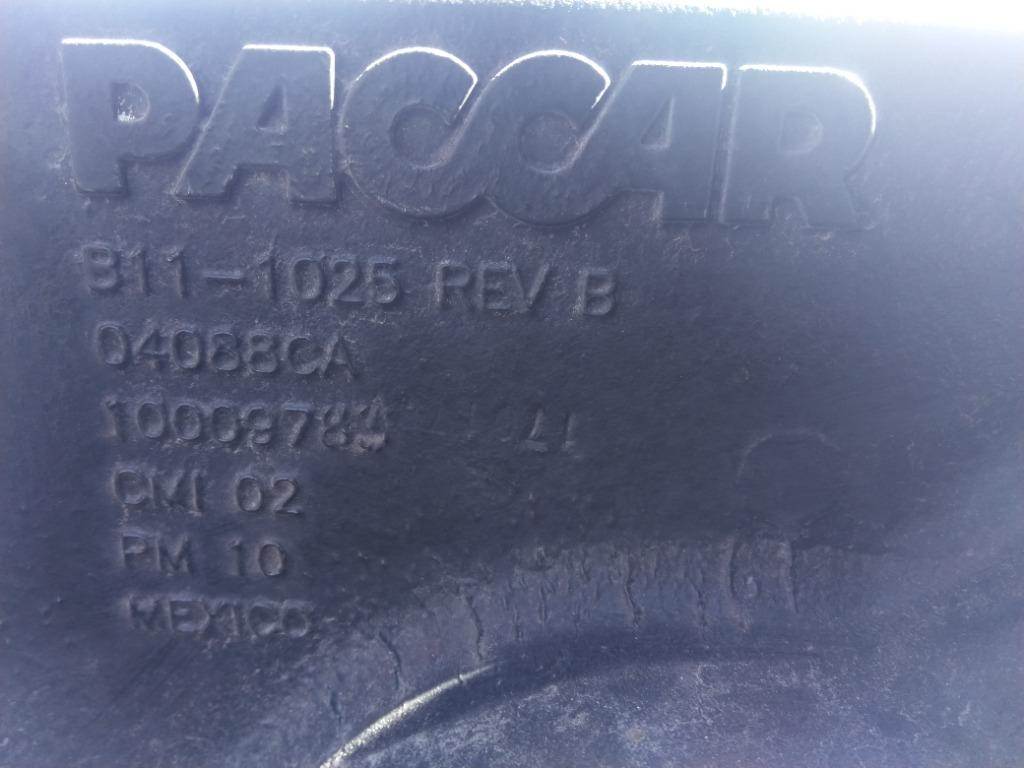 PACCAR
B11-1025 REV B
04088CA
CMI 02
PM 10
MEXICO